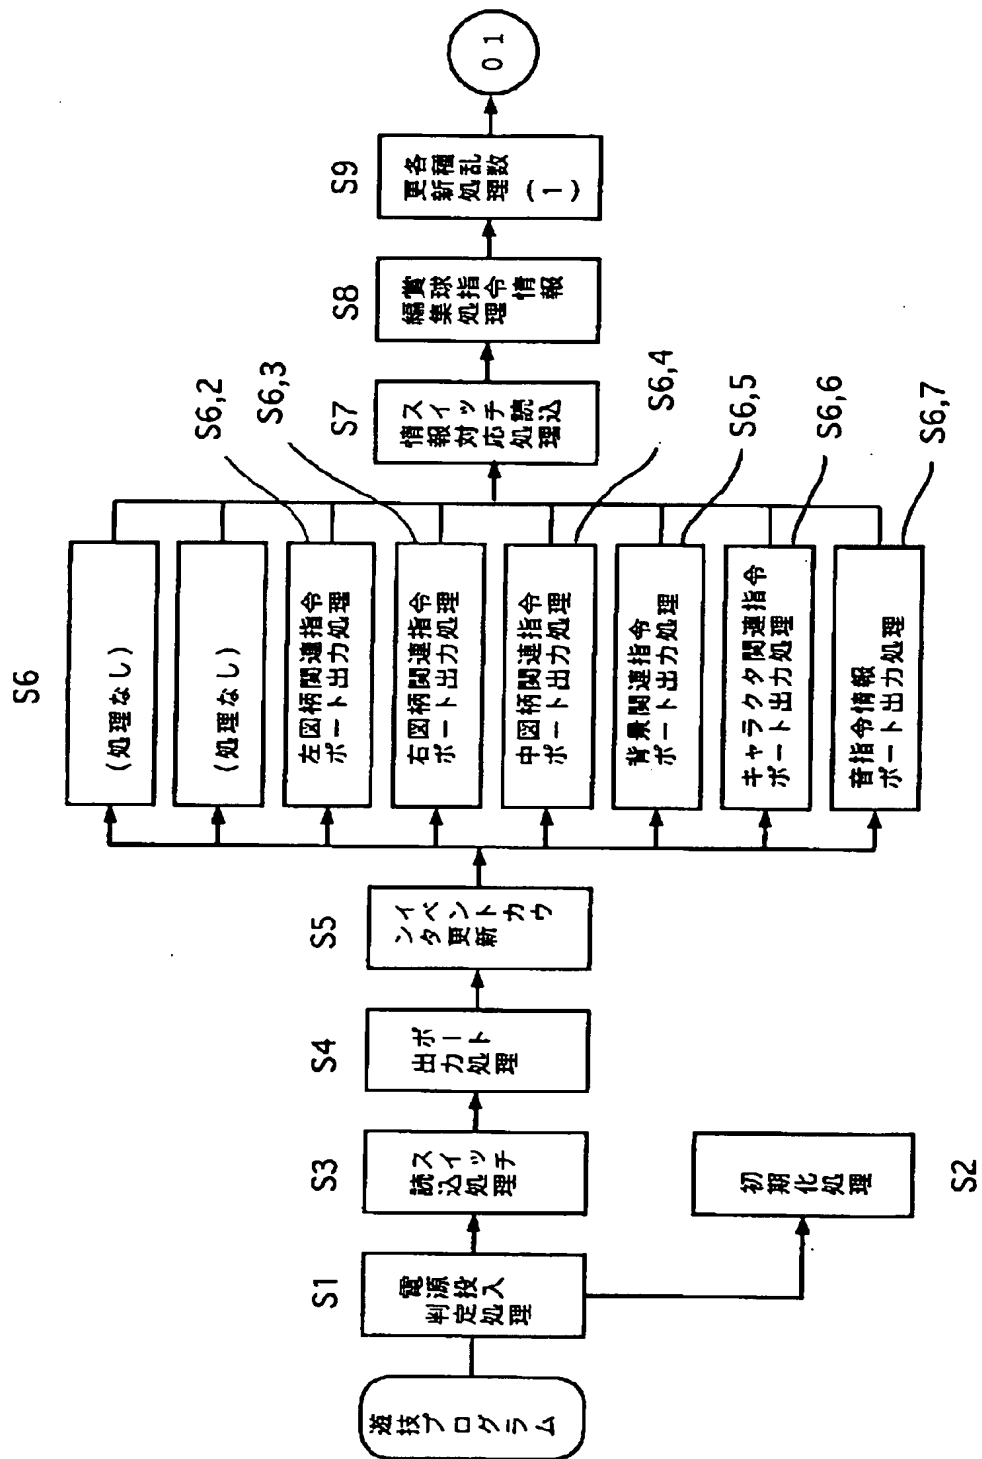 遊技プログラム
S1
電源投入
判定処理
S2
初期化処理
S3
スイッチ
読込処理
S4
ポート
出力処理
S5
イベントカウ
ンタ更新
S6
(処理なし)
(処理なし)
左図柄関連指令
ポート出力処理
S6,2
右図柄関連指令
ポート出力処理
S6,3
中図柄関連指令
ポート出力処理
S6,4
背景関連指令
ポート出力処理
S6,5
キャラクタ関連指令
ポート出力処理
S6,6
音指令情報
ポート出力処理
S6,7
S7
スイッチ読込
情報対応処理
S8
賞球指令情報
編集処理
S9
各種乱数
更新処理(1)
01